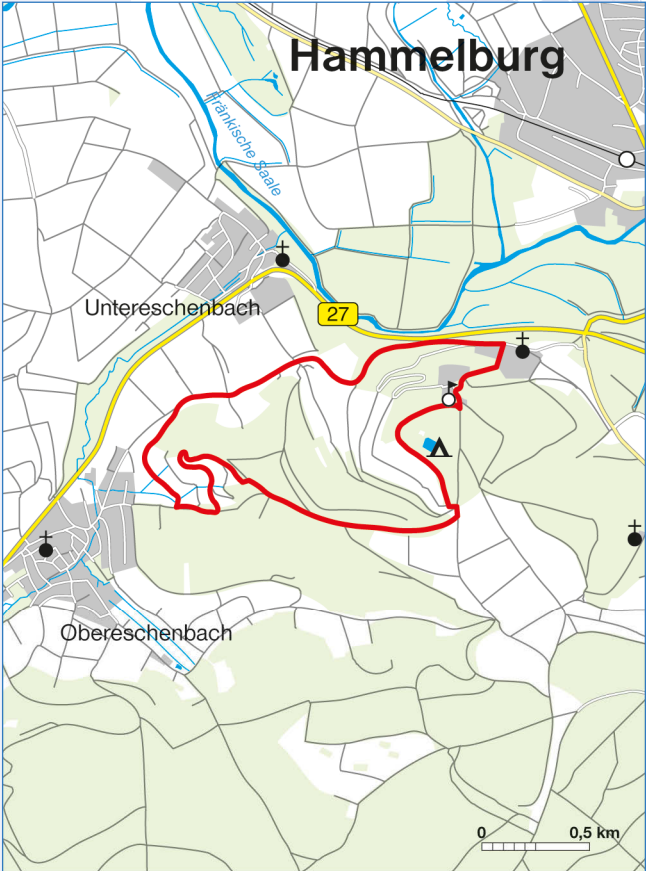 Hammelburg
Fränkische Saale
Untereschenbach
27
Obereschenbach
0 0,5 km